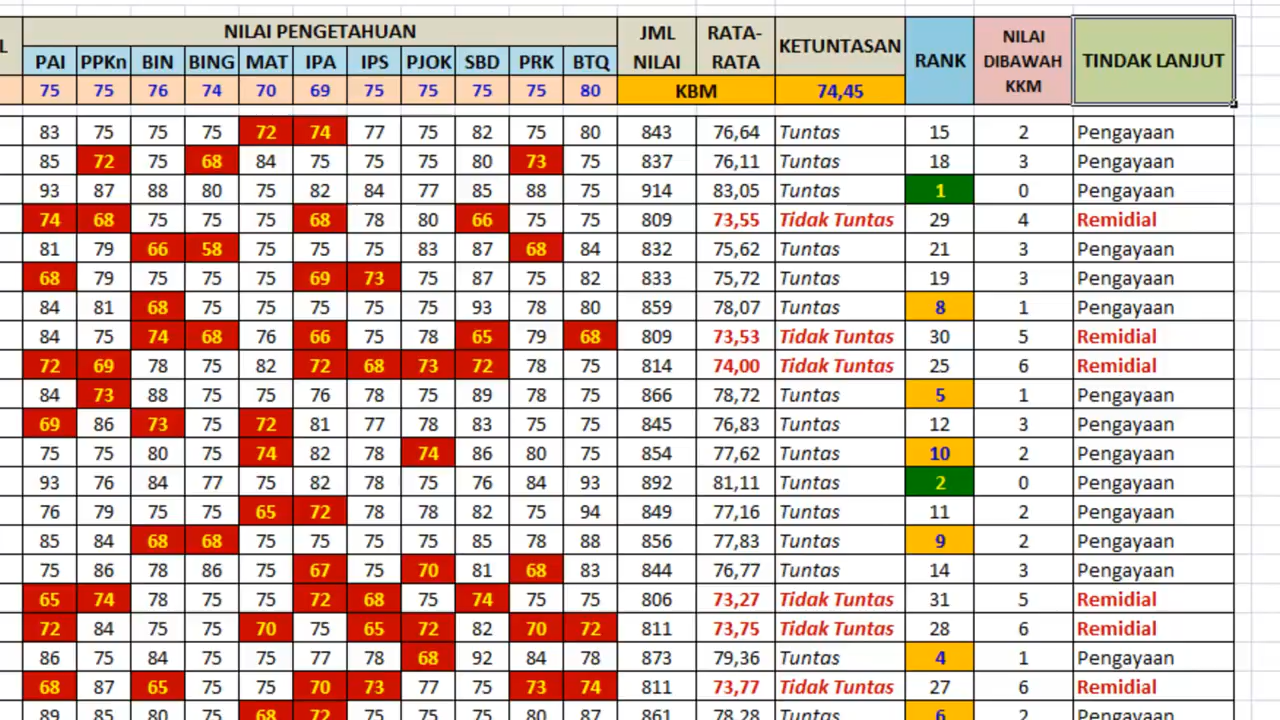 L NILAI PENGETAHUAN JML NILAI RATA-RATA KETUNTASAN RANK NILAI DIBAWAH KKM TINDAK LANJUT
PAI PPKn BIN BING MAT IPA IPS PJOK SBD PRK BTQ
75 75 76 74 70 69 75 75 75 75 80 KBM 74,45
83 75 75 75 72 74 77 75 82 75 80 843 76,64 Tuntas 15 2 Pengayaan
85 72 75 68 84 75 75 75 80 73 75 837 76,11 Tuntas 18 3 Pengayaan
93 87 88 80 75 82 84 77 85 88 75 914 83,05 Tuntas 1 0 Pengayaan
74 68 75 75 75 68 78 80 66 75 75 809 73,55 Tidak Tuntas 29 4 Remidial
81 79 66 58 75 75 75 83 87 68 84 832 75,62 Tuntas 21 3 Pengayaan
68 79 75 75 75 69 73 75 87 75 82 833 75,72 Tuntas 19 3 Pengayaan
84 81 68 75 75 75 75 75 93 78 80 859 78,07 Tuntas 8 1 Pengayaan
84 75 74 68 76 66 75 78 65 79 68 809 73,53 Tidak Tuntas 30 5 Remidial
72 69 78 75 82 72 68 73 72 78 75 814 74,00 Tidak Tuntas 25 6 Remidial
84 73 88 75 75 76 78 75 89 78 75 866 78,72 Tuntas 5 1 Pengayaan
69 86 73 75 72 81 77 78 83 75 75 845 76,83 Tuntas 12 3 Pengayaan
75 75 80 75 74 82 78 74 86 80 75 854 77,62 Tuntas 10 2 Pengayaan
93 76 84 77 75 82 78 75 76 84 93 892 81,11 Tuntas 2 0 Pengayaan
76 79 75 75 65 72 78 78 82 75 94 849 77,16 Tuntas 11 2 Pengayaan
85 84 68 68 75 75 75 75 85 78 88 856 77,83 Tuntas 9 2 Pengayaan
75 86 78 86 75 67 75 70 81 68 83 844 76,77 Tuntas 14 3 Pengayaan
65 74 78 75 75 72 68 75 74 75 75 806 73,27 Tidak Tuntas 31 5 Remidial
72 84 75 75 70 75 65 72 82 70 72 811 73,75 Tidak Tuntas 28 6 Remidial
86 75 84 75 75 77 78 68 92 84 78 873 79,36 Tuntas 4 1 Pengayaan
68 87 65 75 75 70 73 77 75 73 74 811 73,77 Tidak Tuntas 27 6 Remidial
89 85 80 75 68 72 75 75 75 80 87 861 78,28 Tuntas 6 2 Pengayaan